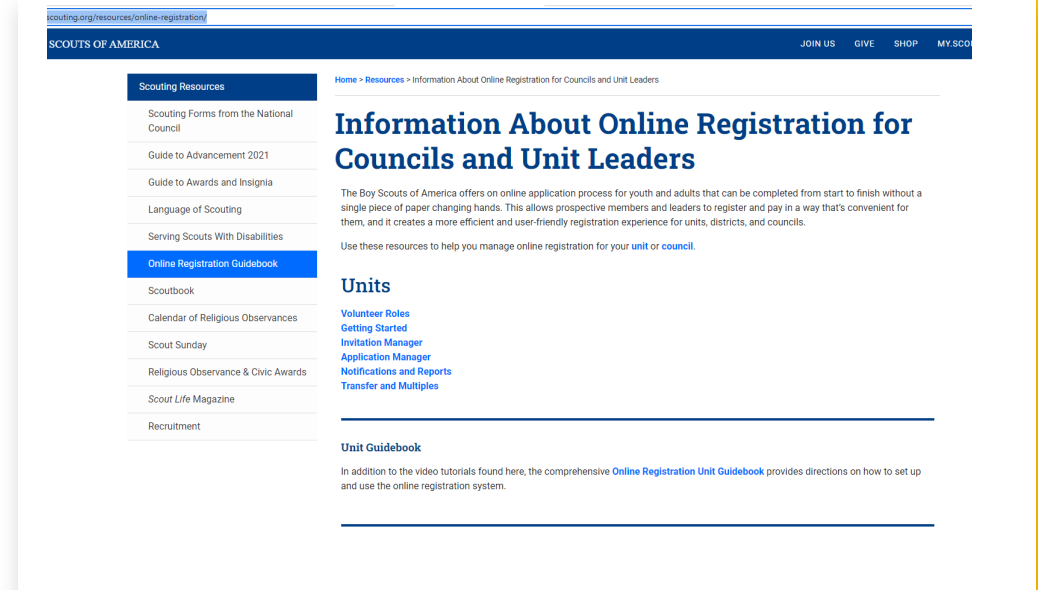 scouting.org/resources/online-registration/
SCOUTS OF AMERICA
JOIN US GIVE SHOP MY.SCOU
Scouting Resources
Scouting Forms from the National
Council
Guide to Advancement 2021
Guide to Awards and Insignia
Language of Scouting
Serving Scouts With Disabilities
Online Registration Guidebook
Scoutbook
Calendar of Religious Observances
Scout Sunday
Religious Observance & Civic Awards
Scout Life Magazine
Recruitment
Home > Resources > Information About Online Registration for Councils and Unit Leaders
Information About Online Registration for
Councils and Unit Leaders
The Boy Scouts of America offers on online application process for youth and adults that can be completed from start to finish without a
single piece of paper changing hands. This allows prospective members and leaders to register and pay in a way that's convenient for
them, and it creates a more efficient and user-friendly registration experience for units, districts, and councils.
Use these resources to help you manage online registration for your unit or council.
Units
Volunteer Roles
Getting Started
Invitation Manager
Application Manager
Notifications and Reports
Transfer and Multiples
Unit Guidebook
In addition to the video tutorials found here, the comprehensive Online Registration Unit Guidebook provides directions on how to set up
and use the online registration system.